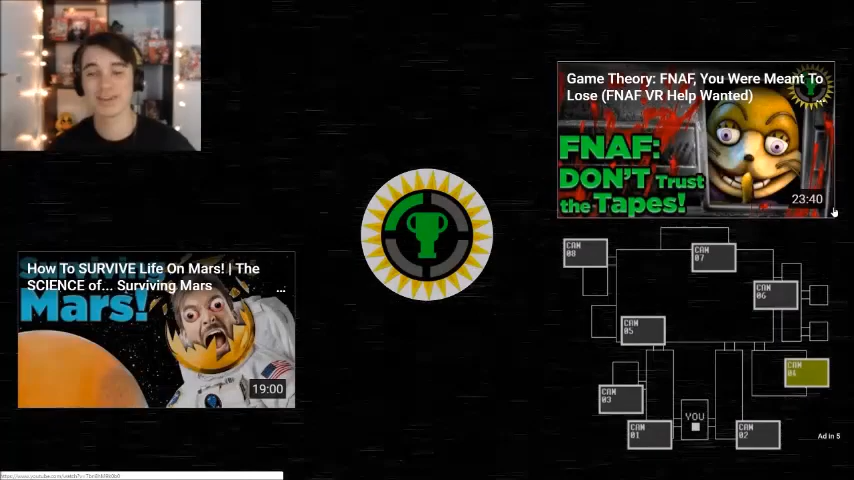 Game Theory: FNAF, You Were Meant To
Lose (FNAF VR Help Wanted)
FNAF:
DON'T Trust
the Tapes!
23:40
How To SURVIVE Life On Mars! | The
SCIENCE of... Surviving Mars
Surviving
Mars!
...
19:00
CAM
08
CAM
07
CAM
06
CAM
05
CAM
04
CAM
03
YOU
CAM
01
CAM
02
Ad in 5